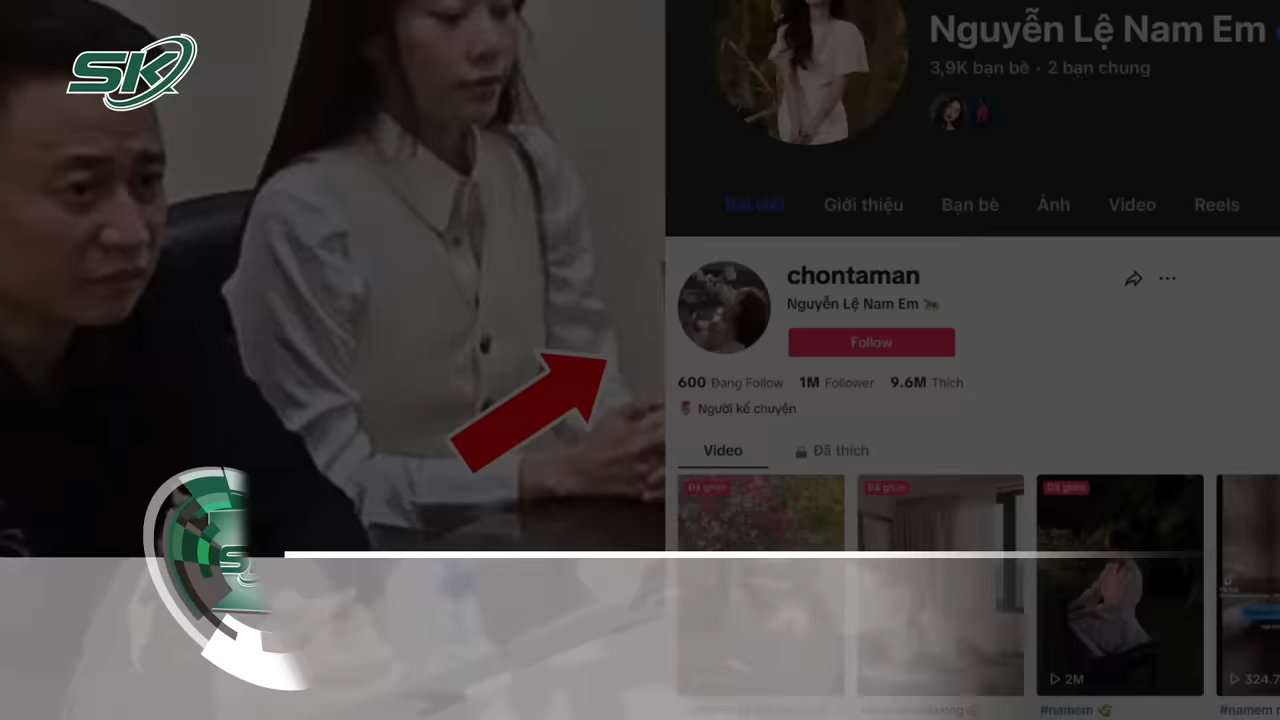 SK
Nguyễn Lệ Nam Em
3,9K bạn bè · 2 bạn chung
Bài viết Giới thiệu Bạn bè Ảnh Video Reels
chontaman
Nguyễn Lệ Nam Em
Follow
600 Đang Follow 1M Follower 9.6M Thích
Người kể chuyện
Video Đã thích
Đã ghim Đã ghim Đã ghim
S
2M 324.7
#namem #namem